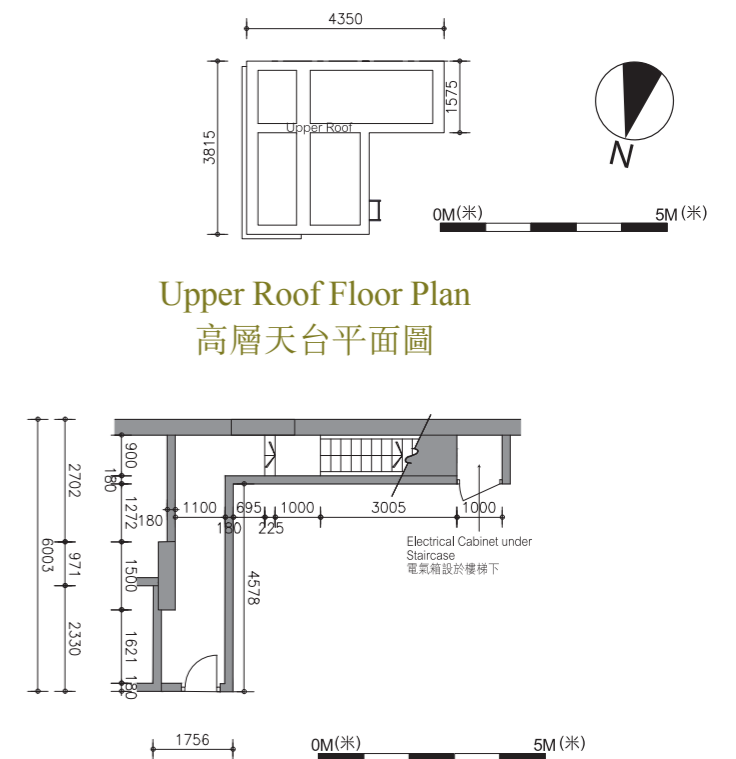 4350
3815
1575
Upper Roof
N
0M(米) 5M(米)
Upper Roof Floor Plan
高層天台平面圖
2702
6003
971
2330
900
180
1272
1500
1621
180
180
1100
180
695
225
1000
3005
1000
4578
Electrical Cabinet under
Staircase
電氣箱設於樓梯下
1756
0M(米) 5M(米)